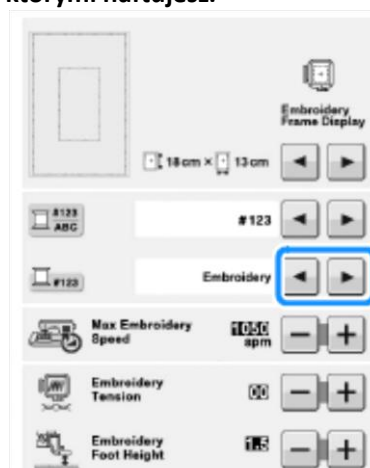 którymi haftujesz.
Embroidery
Frame Display
18 cm × 13 cm
#123
ABC
#123
#123
Embroidery
Max Embroidery
Speed
1050
spm
Embroidery
Tension
00
Embroidery
Foot Height
1.5